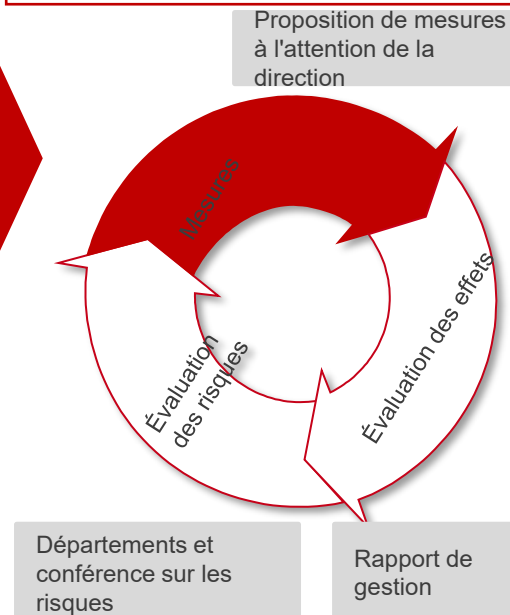 Proposition de mesures
à l'attention de la
direction
Mesures
Évaluation des effets
Évaluation
des risques
Départements et
conférence sur les
risques
Rapport de
gestion